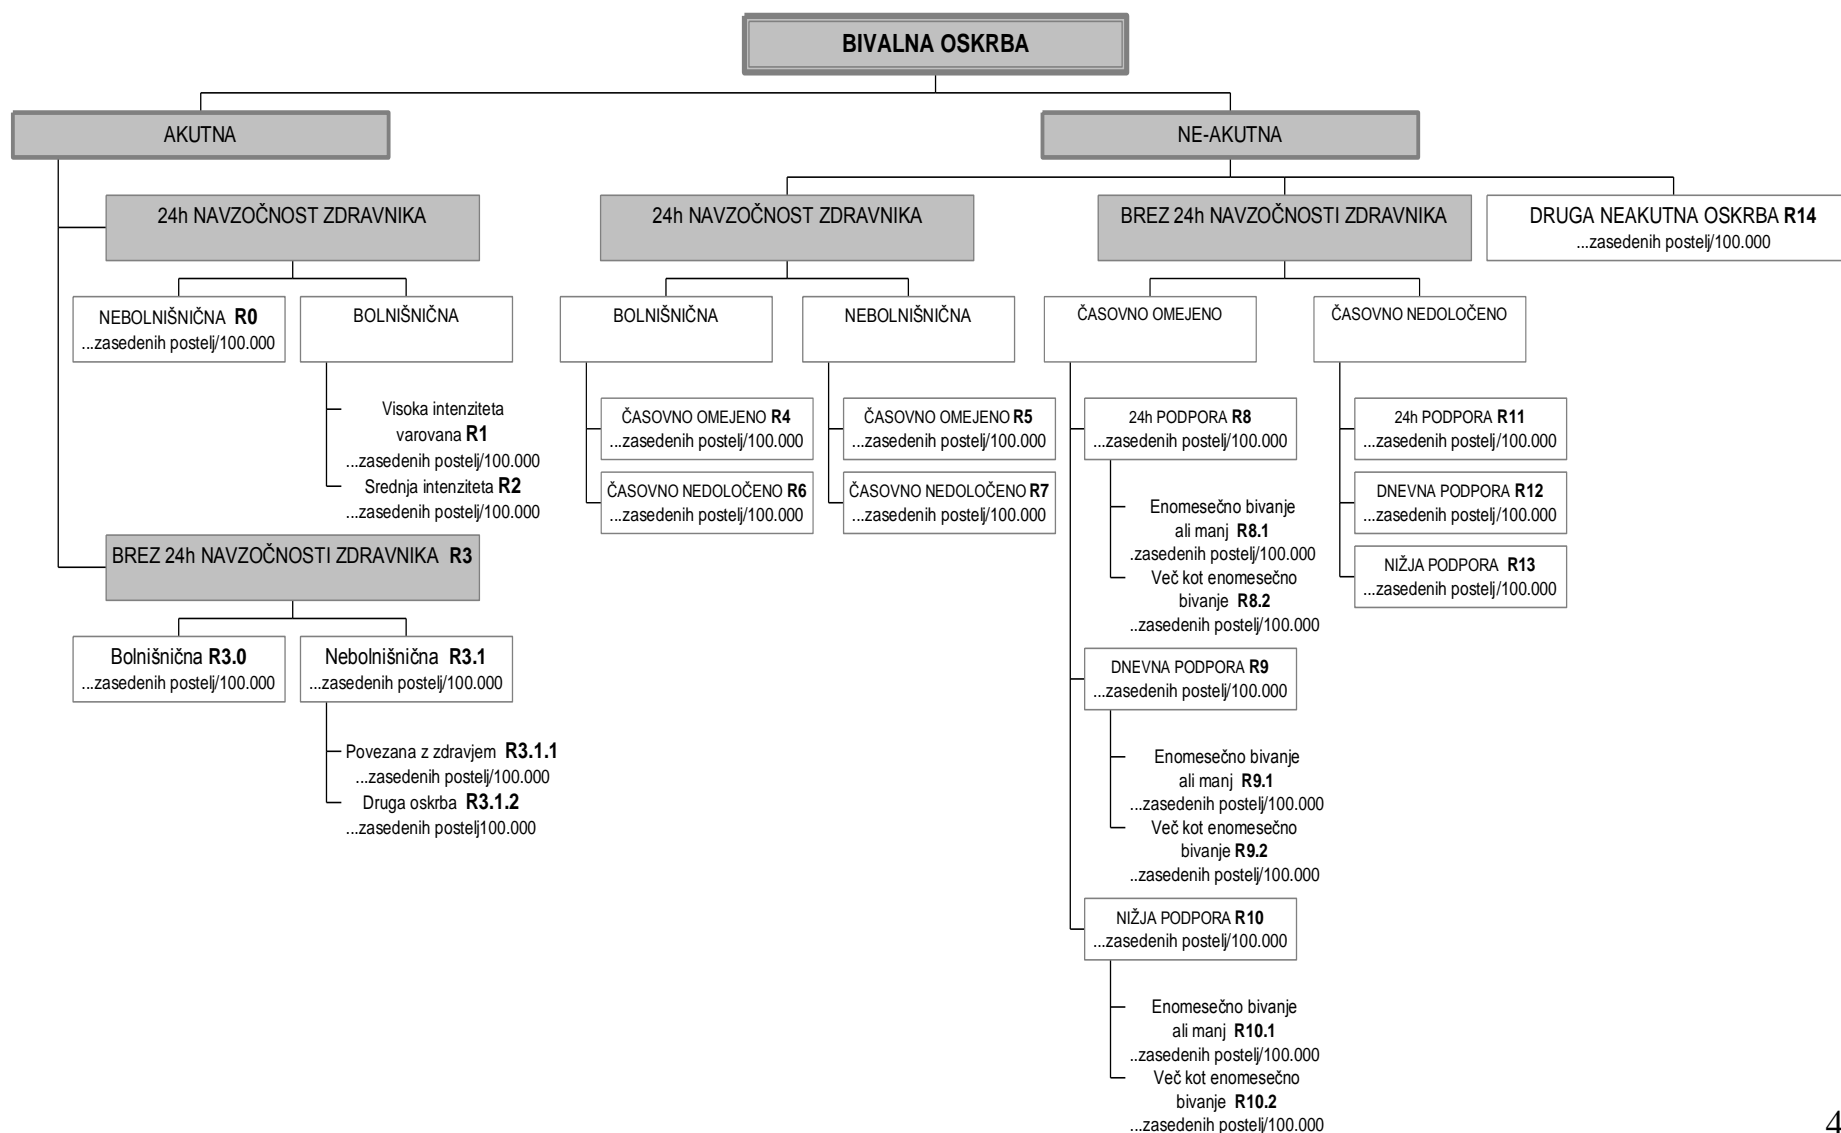 BIVALNA OSKRBA
AKUTNA
NE-AKUTNA
24h NAVZOČNOST ZDRAVNIKA
24h NAVZOČNOST ZDRAVNIKA
BREZ 24h NAVZOČNOSTI ZDRAVNIKA
DRUGA NEAKUTNA OSKRBA R14
...zasedenih postelj/100.000
NEBOLNIŠNIČNA R0
...zasedenih postelj/100.000
BOLNIŠNIČNA
BOLNIŠNIČNA
NEBOLNIŠNIČNA
ČASOVNO OMEJENO
ČASOVNO NEDOLOČENO
Visoka intenziteta
varovana R1
...zasedenih postelj/100.000
Srednja intenziteta R2
...zasedenih postelj/100.000
ČASOVNO OMEJENO R4
...zasedenih postelj/100.000
ČASOVNO NEDOLOČENO R6
...zasedenih postelj/100.000
ČASOVNO OMEJENO R5
...zasedenih postelj/100.000
ČASOVNO NEDOLOČENO R7
...zasedenih postelj/100.000
24h PODPORA R8
...zasedenih postelj/100.000
Enomesečno bivanje
ali manj R8.1
.zasedenih postelj/100.000
Več kot enomesečno
bivanje R8.2
..zasedenih postelj/100.000
24h PODPORA R11
...zasedenih postelj/100.000
DNEVNA PODPORA R12
...zasedenih postelj/100.000
NIŽJA PODPORA R13
...zasedenih postelj/100.000
BREZ 24h NAVZOČNOSTI ZDRAVNIKA R3
Bolnišnična R3.0
...zasedenih postelj/100.000
Nebolnišnična R3.1
...zasedenih postelj/100.000
Povezana z zdravjem R3.1.1
...zasedenih postelj/100.000
Druga oskrba R3.1.2
...zasedenih postelj100.000
DNEVNA PODPORA R9
...zasedenih postelj/100.000
Enomesečno bivanje
ali manj R9.1
...zasedenih postelj/100.000
Več kot enomesečno
bivanje R9.2
..zasedenih postelj/100.000
NIŽJA PODPORA R10
...zasedenih postelj/100.000
Enomesečno bivanje
ali manj R10.1
..zasedenih postelj/100.000
Več kot enomesečno
bivanje R10.2
...zasedenih postelj/100.000
4